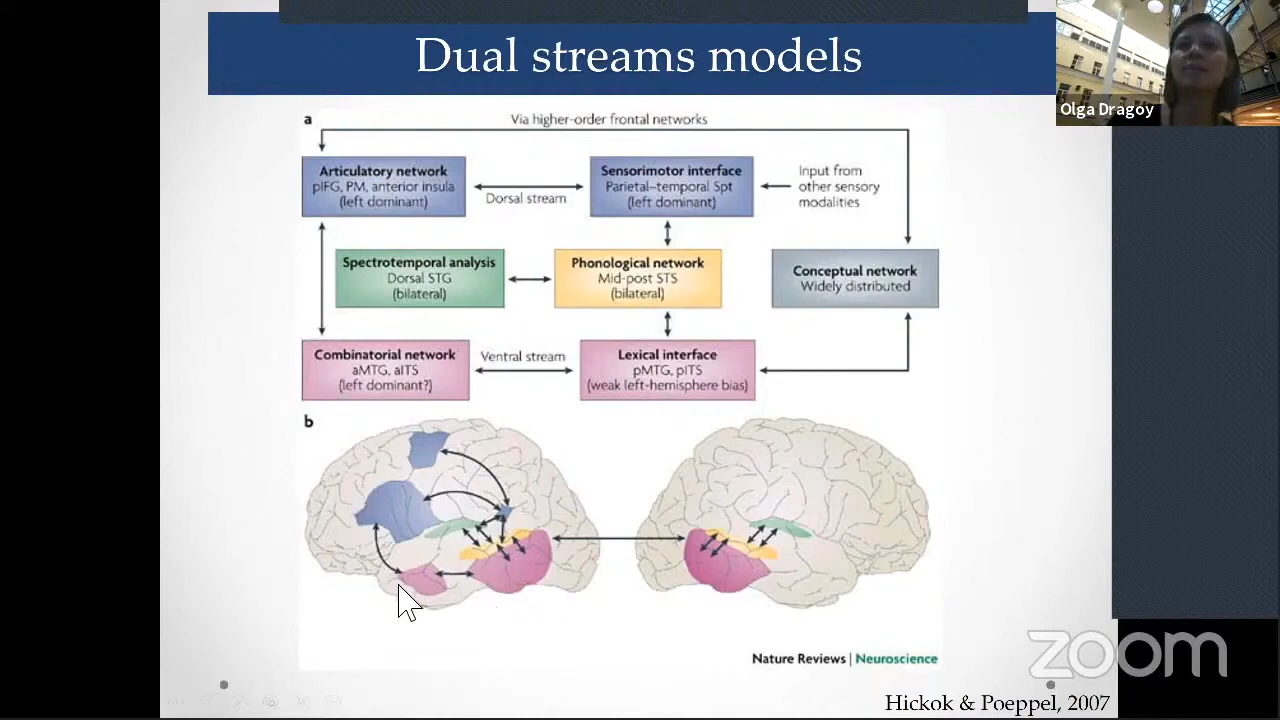 Dual streams models
Olga Dragoy
a
Via higher-order frontal networks
Articulatory network
pIFG, PM, anterior insula
(left dominant)
Dorsal stream
Sensorimotor interface
Parietal–temporal Spt
(left dominant)
Input from
other sensory
modalities
Spectrotemporal analysis
Dorsal STG
(bilateral)
Phonological network
Mid-post STS
(bilateral)
Conceptual network
Widely distributed
Combinatorial network
aMTG, aITS
(left dominant?)
Ventral stream
Lexical interface
pMTG, pITS
(weak left-hemisphere bias)
b
Nature Reviews | Neuroscience
zoom
Hickok & Poeppel, 2007